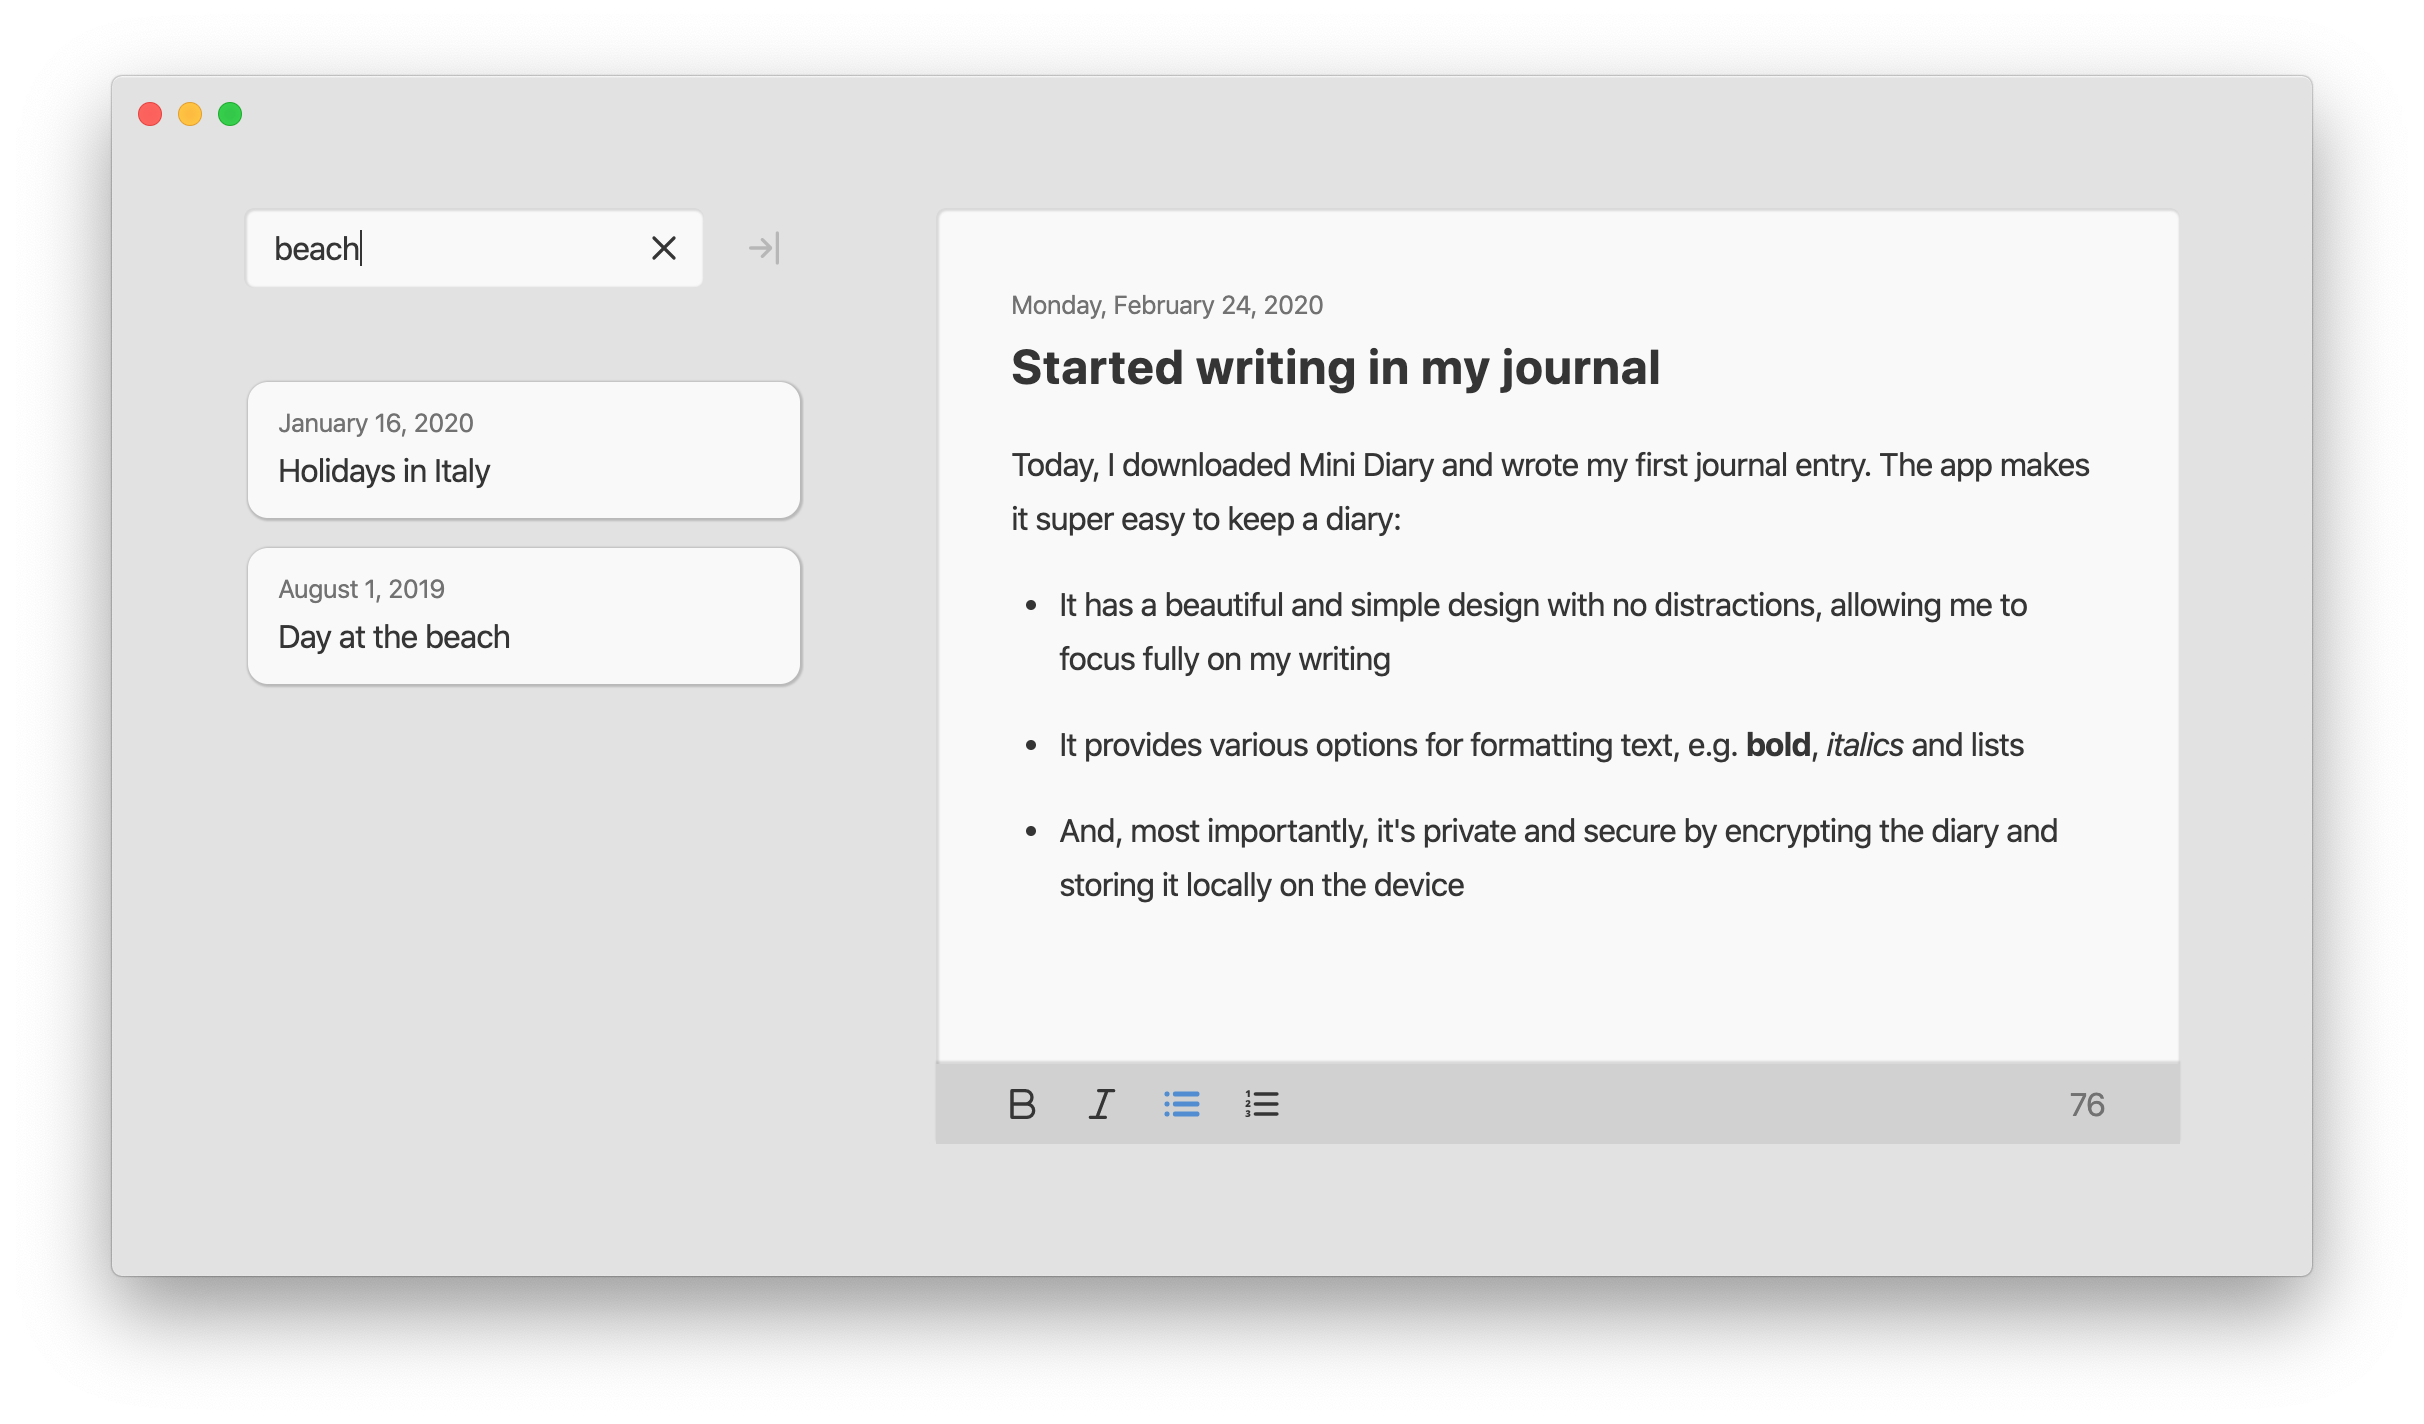 beach
January 16, 2020
Holidays in Italy
August 1, 2019
Day at the beach
Monday, February 24, 2020
Started writing in my journal
Today, I downloaded Mini Diary and wrote my first journal entry. The app makes
it super easy to keep a diary:
• It has a beautiful and simple design with no distractions, allowing me to
focus fully on my writing
• It provides various options for formatting text, e.g. bold, italics and lists
• And, most importantly, it's private and secure by encrypting the diary and
storing it locally on the device
B I 76